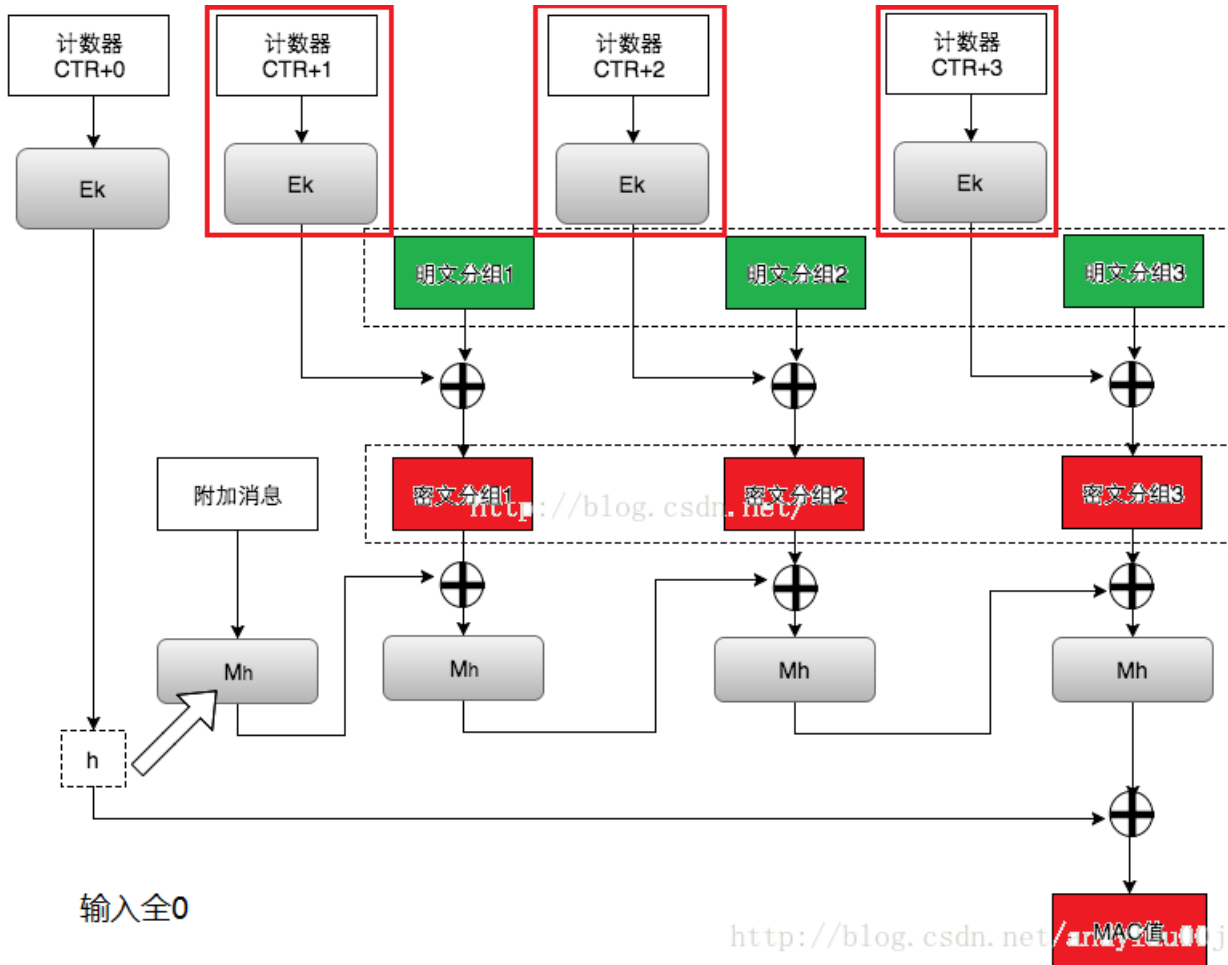 计数器
CTR+0
计数器
CTR+1
计数器
CTR+2
计数器
CTR+3
Ek
Ek
Ek
Ek
明文分组1
明文分组2
明文分组3
附加消息
密文分组1
密文分组2
密文分组3
http://blog.csdn.net/
Mh
Mh
Mh
Mh
h
输入全0
MAC值
http://blog.csdn.net/